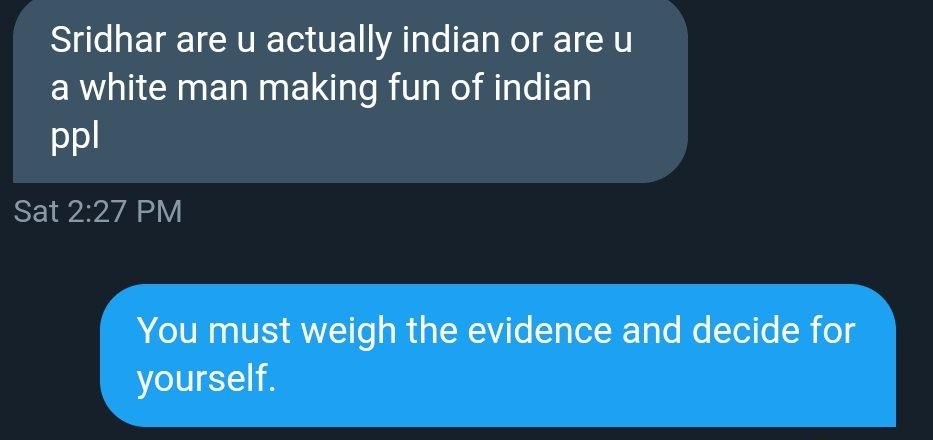 Sridhar are u actually indian or are u
a white man making fun of indian
ppl
Sat 2:27 PM
You must weigh the evidence and decide for
yourself.